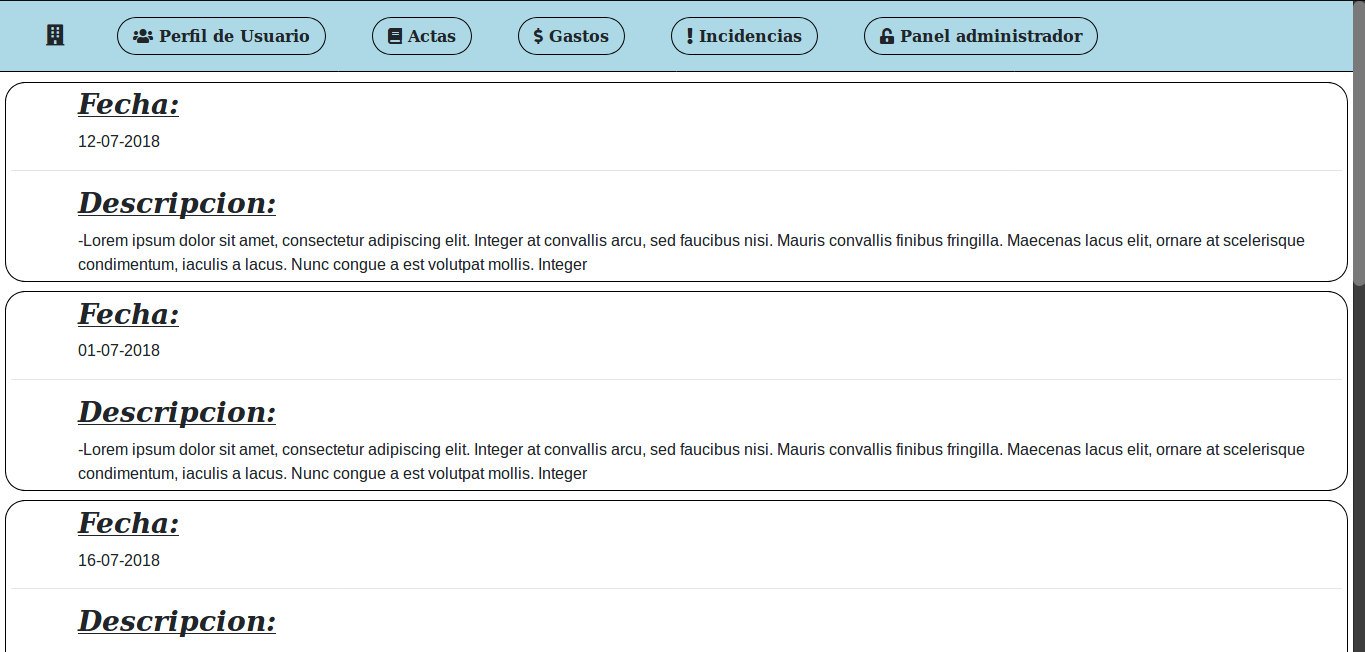 Perfil de Usuario Actas $ Gastos Incidencias Panel administrador
Fecha:
12-07-2018
Descripcion:
-Lorem ipsum dolor sit amet, consectetur adipiscing elit. Integer at convallis arcu, sed faucibus nisi. Mauris convallis finibus fringilla. Maecenas lacus elit, ornare at scelerisque
condimentum, iaculis a lacus. Nunc congue a est volutpat mollis. Integer
Fecha:
01-07-2018
Descripcion:
-Lorem ipsum dolor sit amet, consectetur adipiscing elit. Integer at convallis arcu, sed faucibus nisi. Mauris convallis finibus fringilla. Maecenas lacus elit, ornare at scelerisque
condimentum, iaculis a lacus. Nunc congue a est volutpat mollis. Integer
Fecha:
16-07-2018
Descripcion: